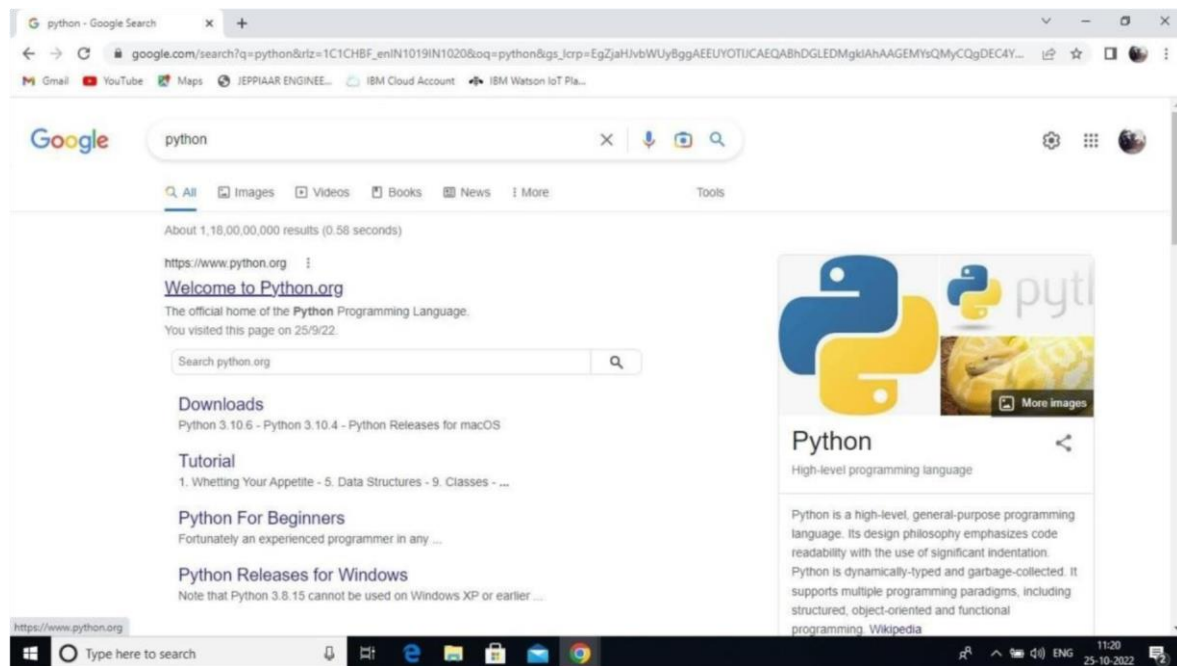 python - Google Search
google.com/search?q=python&rlz=1C1CHBF_enIN1019IN1020&oq=python&gs_lcrp=EgZjaHJvbWUyBggAEEUYOTIJCAEQABhDGLEDMgkIAhAAGEMYsQMyCQgDEC4Y...
Gmail YouTube Maps JEPPIAAR ENGINEE... IBM Cloud Account IBM Watson IoT Pla...
Google
python
All Images Videos Books News More Tools
About 1,18,00,00,000 results (0.58 seconds)
https://www.python.org
Welcome to Python.org
The official home of the Python Programming Language.
You visited this page on 25/9/22.
Search python.org
Downloads
Python 3.10.6 - Python 3.10.4 - Python Releases for macOS
Tutorial
1. Whetting Your Appetite - 5. Data Structures - 9. Classes - ...
Python For Beginners
Fortunately an experienced programmer in any ...
Python Releases for Windows
Note that Python 3.8.15 cannot be used on Windows XP or earlier ...
pyth
More images
Python
High-level programming language
Python is a high-level, general-purpose programming
language. Its design philosophy emphasizes code
readability with the use of significant indentation.
Python is dynamically-typed and garbage-collected. It
supports multiple programming paradigms, including
structured, object-oriented and functional
programming. Wikipedia
https://www.python.org
Type here to search
ENG
11:20
25-10-2022
2